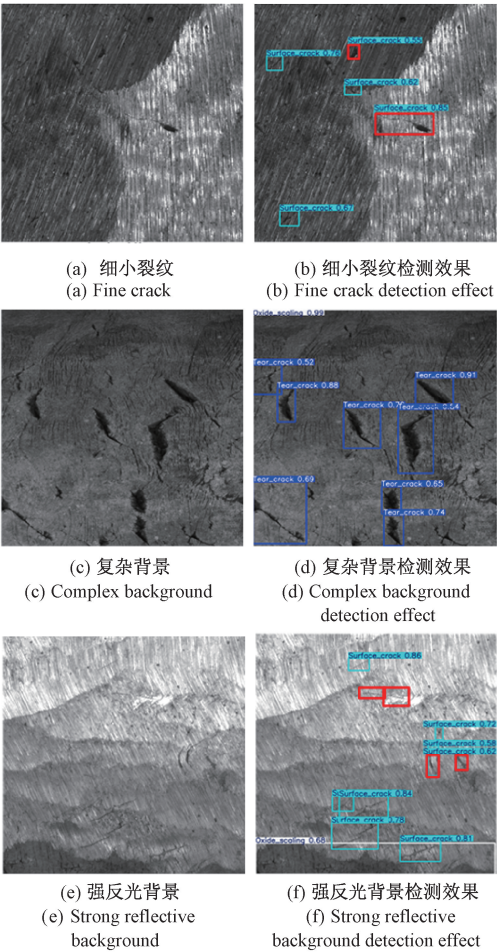 Surface_crack 0.55
Surface_crack 0.76
Surface_crack 0.62
Surface_crack 0.85
Surface_crack 0.67
(a) 细小裂纹
(a) Fine crack
(b) 细小裂纹检测效果
(b) Fine crack detection effect
Oxide_scaling 0.99
Tear_crack 0.52
Tear_crack 0.91
Tear_crack 0.88
Tear_crack
Tear_crack
Tear_crack 0.69
Tear_crack 0.65
Tear_crack 0.74
(c) 复杂背景
(c) Complex background
(d) 复杂背景检测效果
(d) Complex background
detection effect
Surface_crack 0.86
Surface_crack 0.72
Surface_crack 0.58
Surface_crack 0.62
Surface_crack 0.84
Surface_crack 0.78
Oxide_scaling 0.68
Surface_crack 0.81
(e) 强反光背景
(e) Strong reflective
background
(f) 强反光背景检测效果
(f) Strong reflective
background detection effect